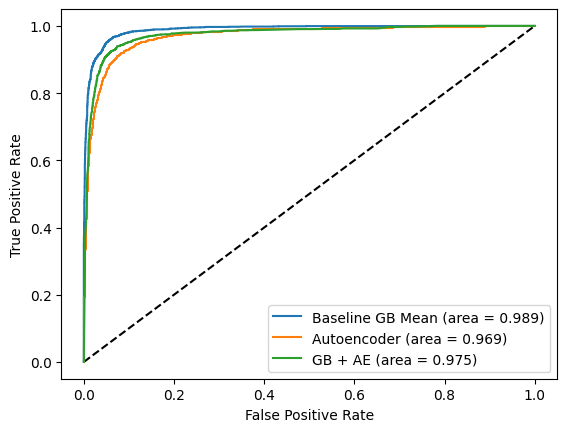 1.0
0.8
0.6
0.4
0.2
0.0
True Positive Rate
Baseline GB Mean (area = 0.989)
Autoencoder (area = 0.969)
GB + AE (area = 0.975)
0.0 0.2 0.4 0.6 0.8 1.0
False Positive Rate